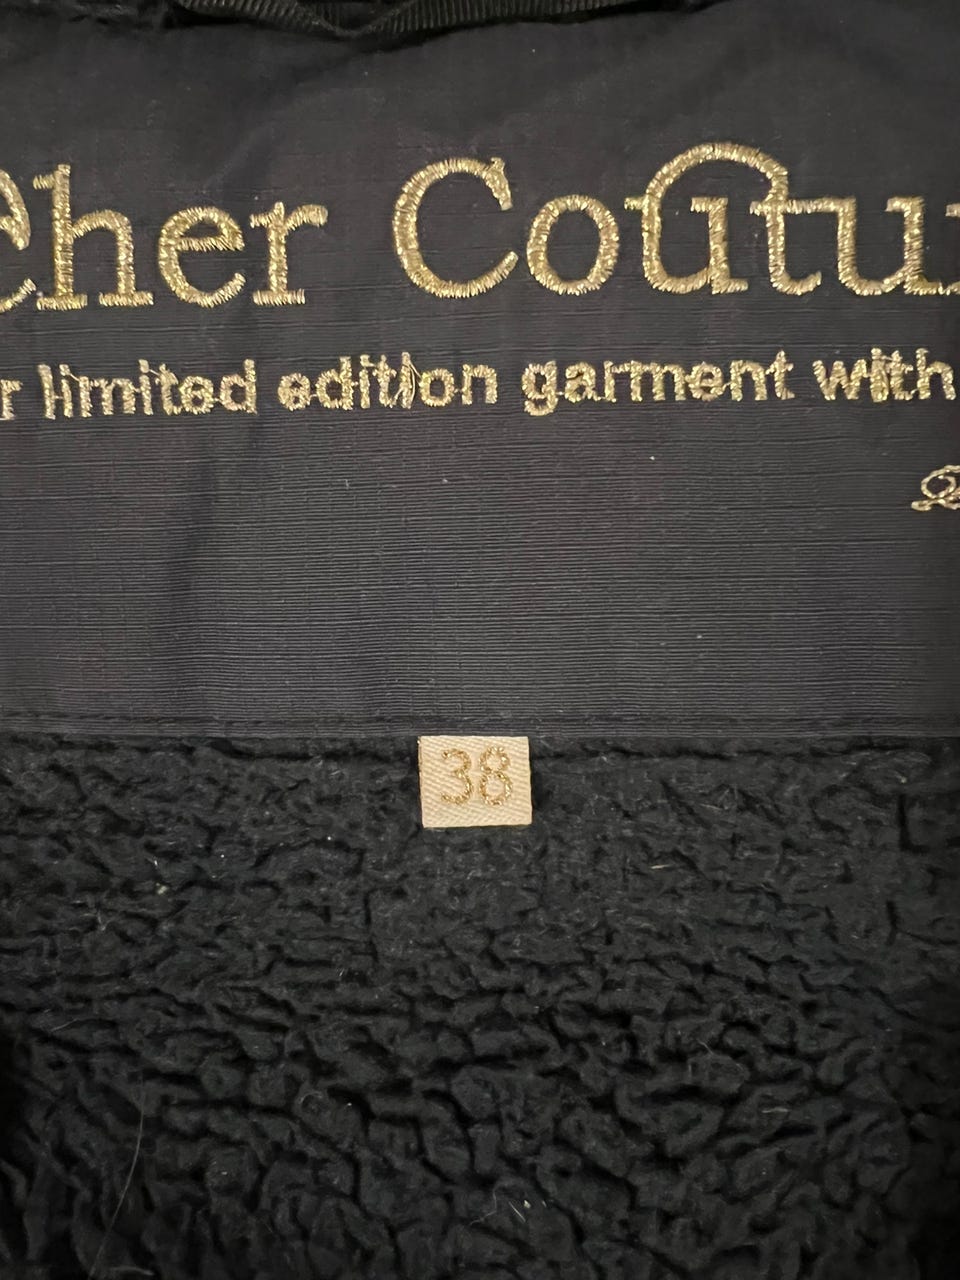 cher Coutu
r limited edition garment with
38